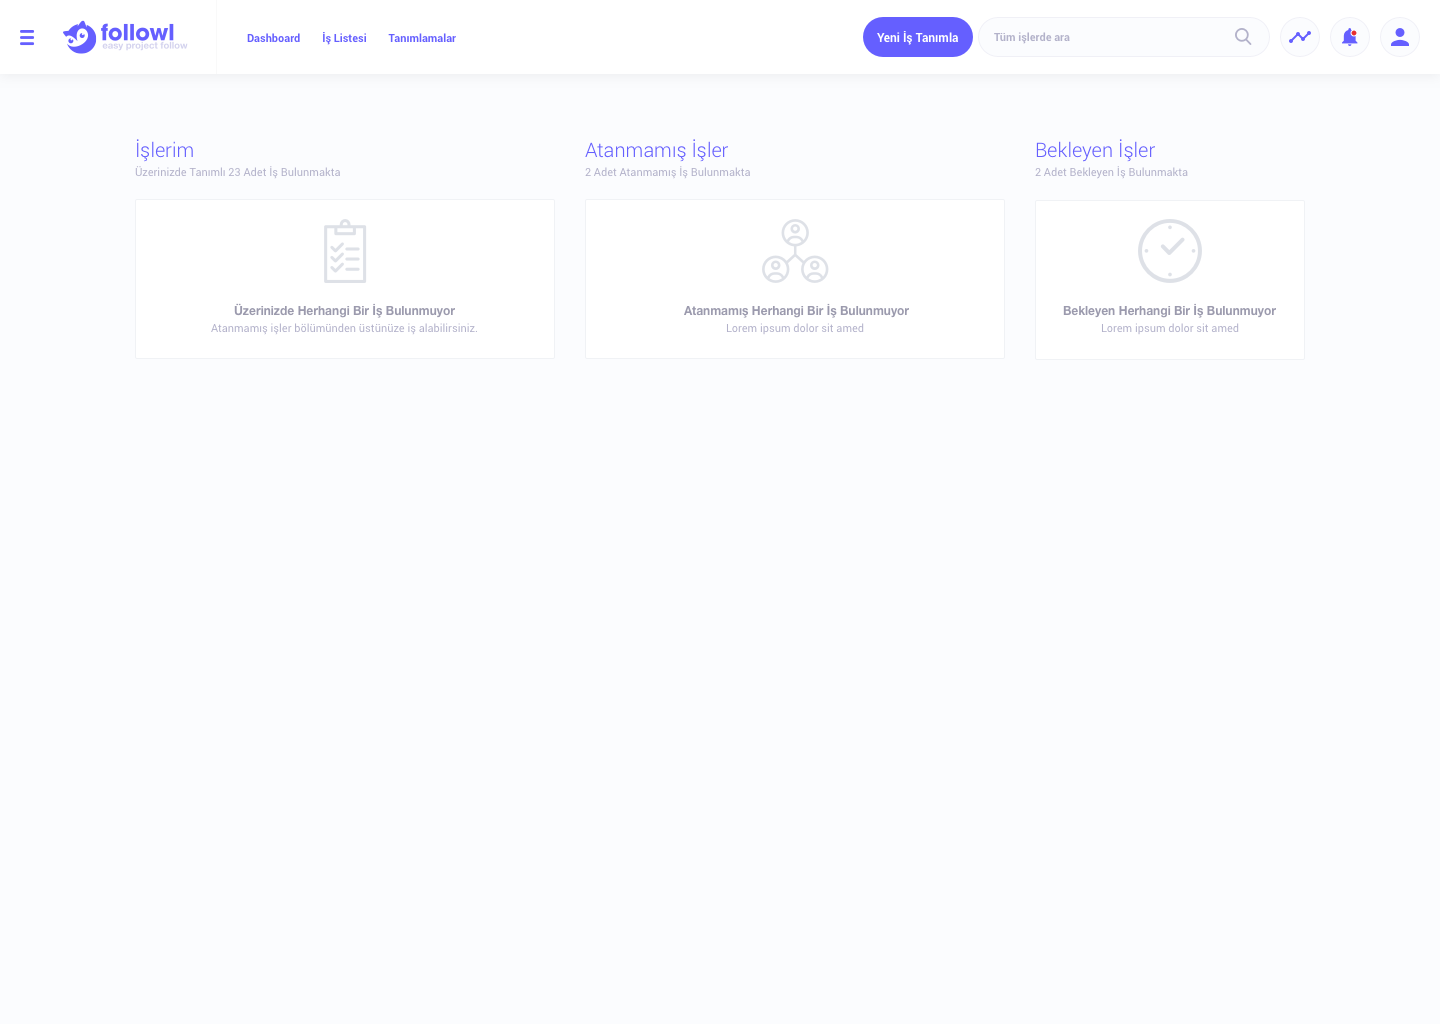 followl
easy project follow
Dashboard
İş Listesi
Tanımlamalar
Yeni İş Tanımla
Tüm işlerde ara
İşlerim
Üzerinizde Tanımlı 23 Adet İş Bulunmakta
Üzerinizde Herhangi Bir İş Bulunmuyor
Atanmamış işler bölümünden üstünüze iş alabilirsiniz.
Atanmamış İşler
2 Adet Atanmamış İş Bulunmakta
Atanmamış Herhangi Bir İş Bulunmuyor
Lorem ipsum dolor sit amed
Bekleyen İşler
2 Adet Bekleyen İş Bulunmakta
Bekleyen Herhangi Bir İş Bulunmuyor
Lorem ipsum dolor sit amed